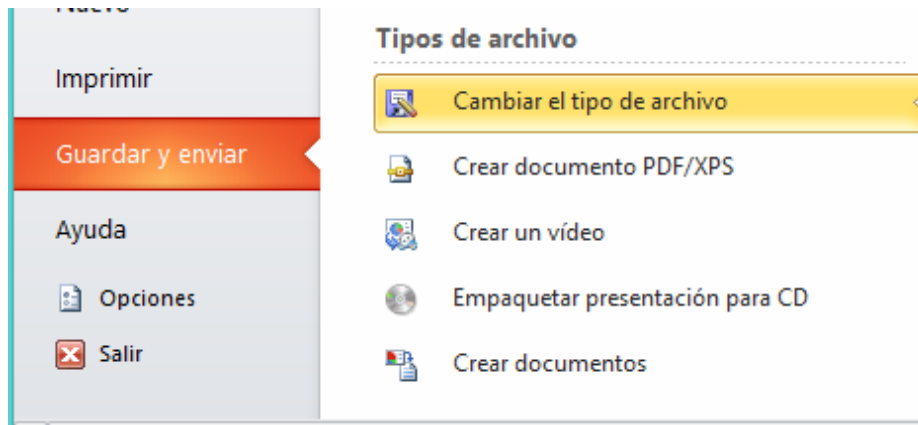 Nuevo
Imprimir
Guardar y enviar
Ayuda
Opciones
Salir
Tipos de archivo
Cambiar el tipo de archivo
Crear documento PDF/XPS
Crear un vídeo
Empaquetar presentación para CD
Crear documentos